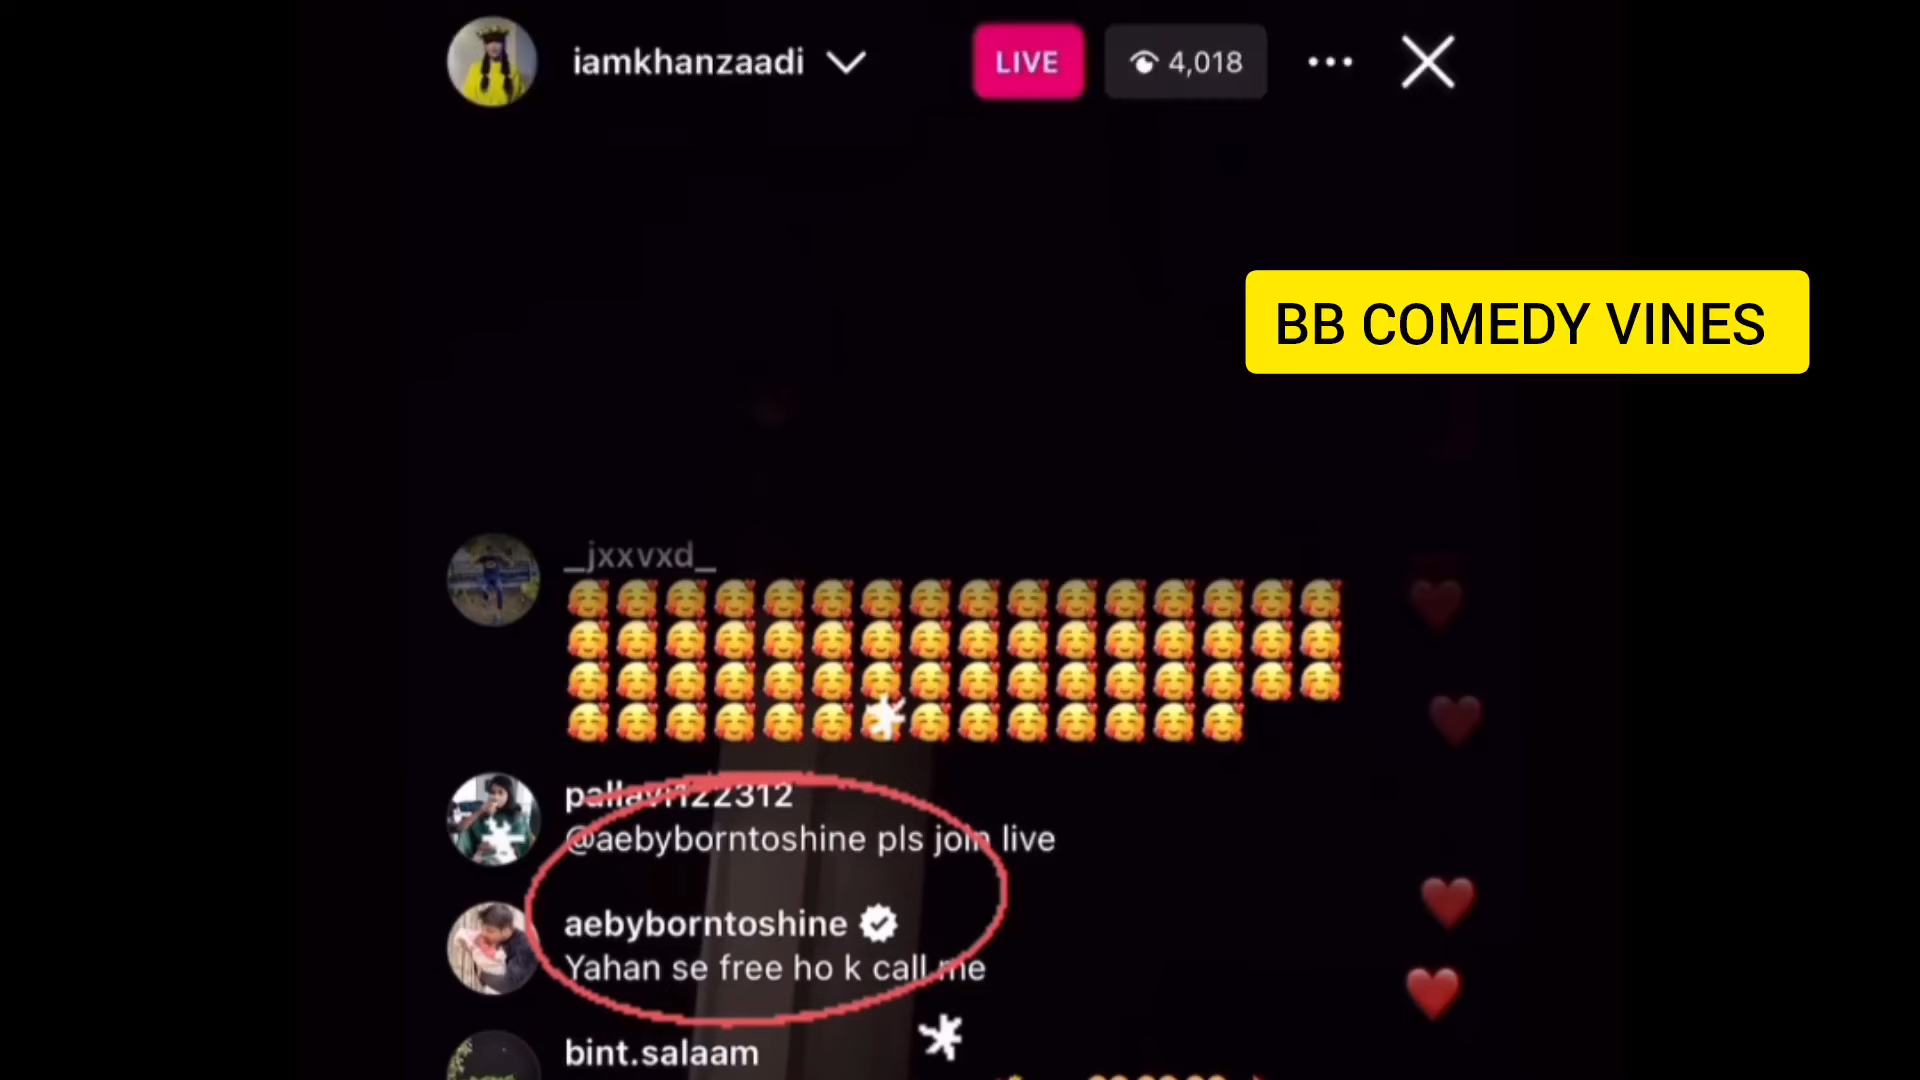 iamkhanzaadi
LIVE
4,018
BB COMEDY VINES
_jxxvxd_
🥰🥰🥰🥰🥰🥰🥰🥰🥰🥰🥰🥰🥰🥰🥰🥰
🥰🥰🥰🥰🥰🥰🥰🥰🥰🥰🥰🥰🥰🥰🥰🥰
🥰🥰🥰🥰🥰🥰🥰🥰🥰🥰🥰🥰🥰🥰🥰🥰
🥰🥰🥰🥰🥰🥰🥰🥰🥰🥰🥰🥰🥰🥰
pallavi122312
@aebyborntoshine pls join live
aebyborntoshine
Yahan se free ho k call me
bint.salaam